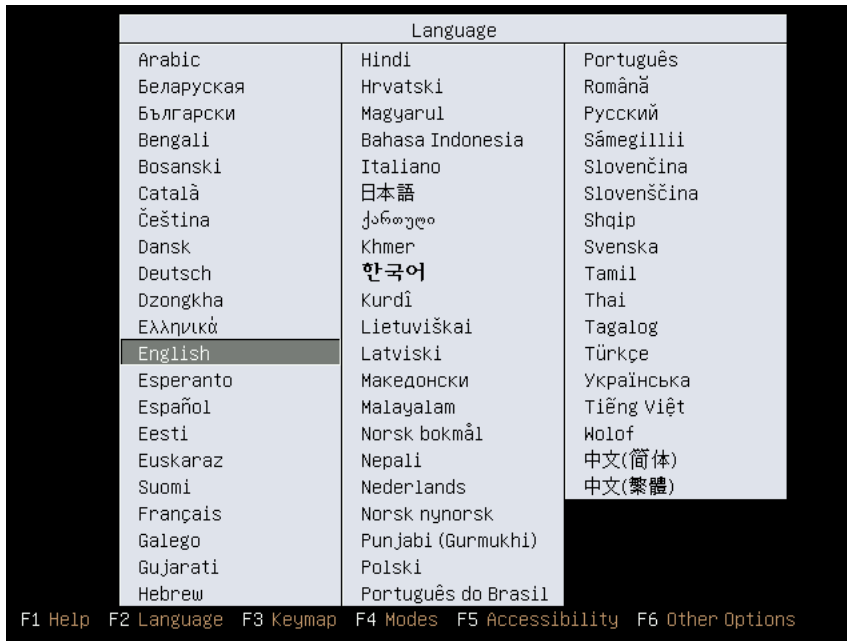 Language
Arabic
Беларуская
Български
Bengali
Bosanski
Català
Čeština
Dansk
Deutsch
Dzongkha
Ελληνικά
English
Esperanto
Español
Eesti
Euskaraz
Suomi
Français
Galego
Gujarati
Hebrew
Hindi
Hrvatski
Magyarul
Bahasa Indonesia
Italiano
日本語
ქართული
Khmer
한국어
Kurdî
Lietuviškai
Latviski
Македонски
Malayalam
Norsk bokmål
Nepali
Nederlands
Norsk nynorsk
Punjabi (Gurmukhi)
Polski
Português do Brasil
Português
Română
Русский
Sámegillii
Slovenčina
Slovenščina
Shqip
Svenska
Tamil
Thai
Tagalog
Türkçe
Українська
Tiếng Việt
Wolof
中文(简体)
中文(繁體)
F1 Help F2 Language F3 Keymap F4 Modes F5 Accessibility F6 Other Options